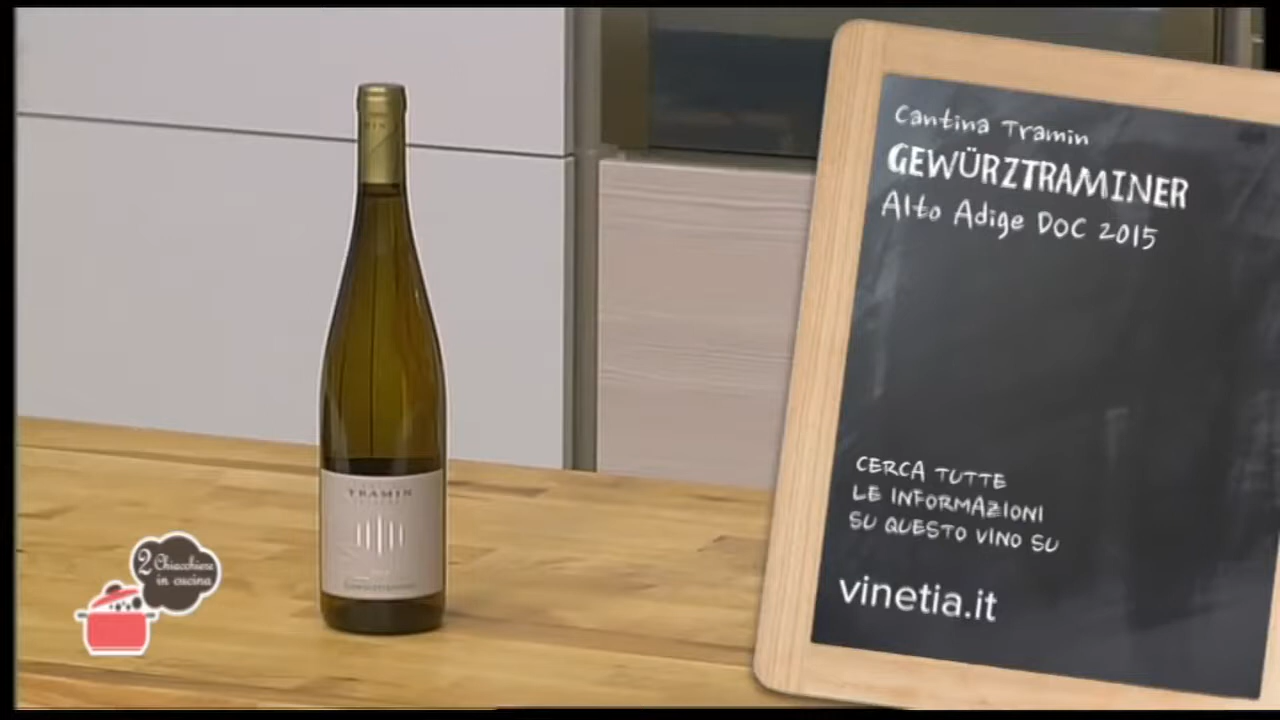 Cantina Tramin
GEWÜRZTRAMINER
Alto Adige DOC 2015
CERCA TUTTE
LE INFORMAZIONI
SU QUESTO VINO SU
vinetia.it
TRAMIN
2 Chiacchiere
in cucina